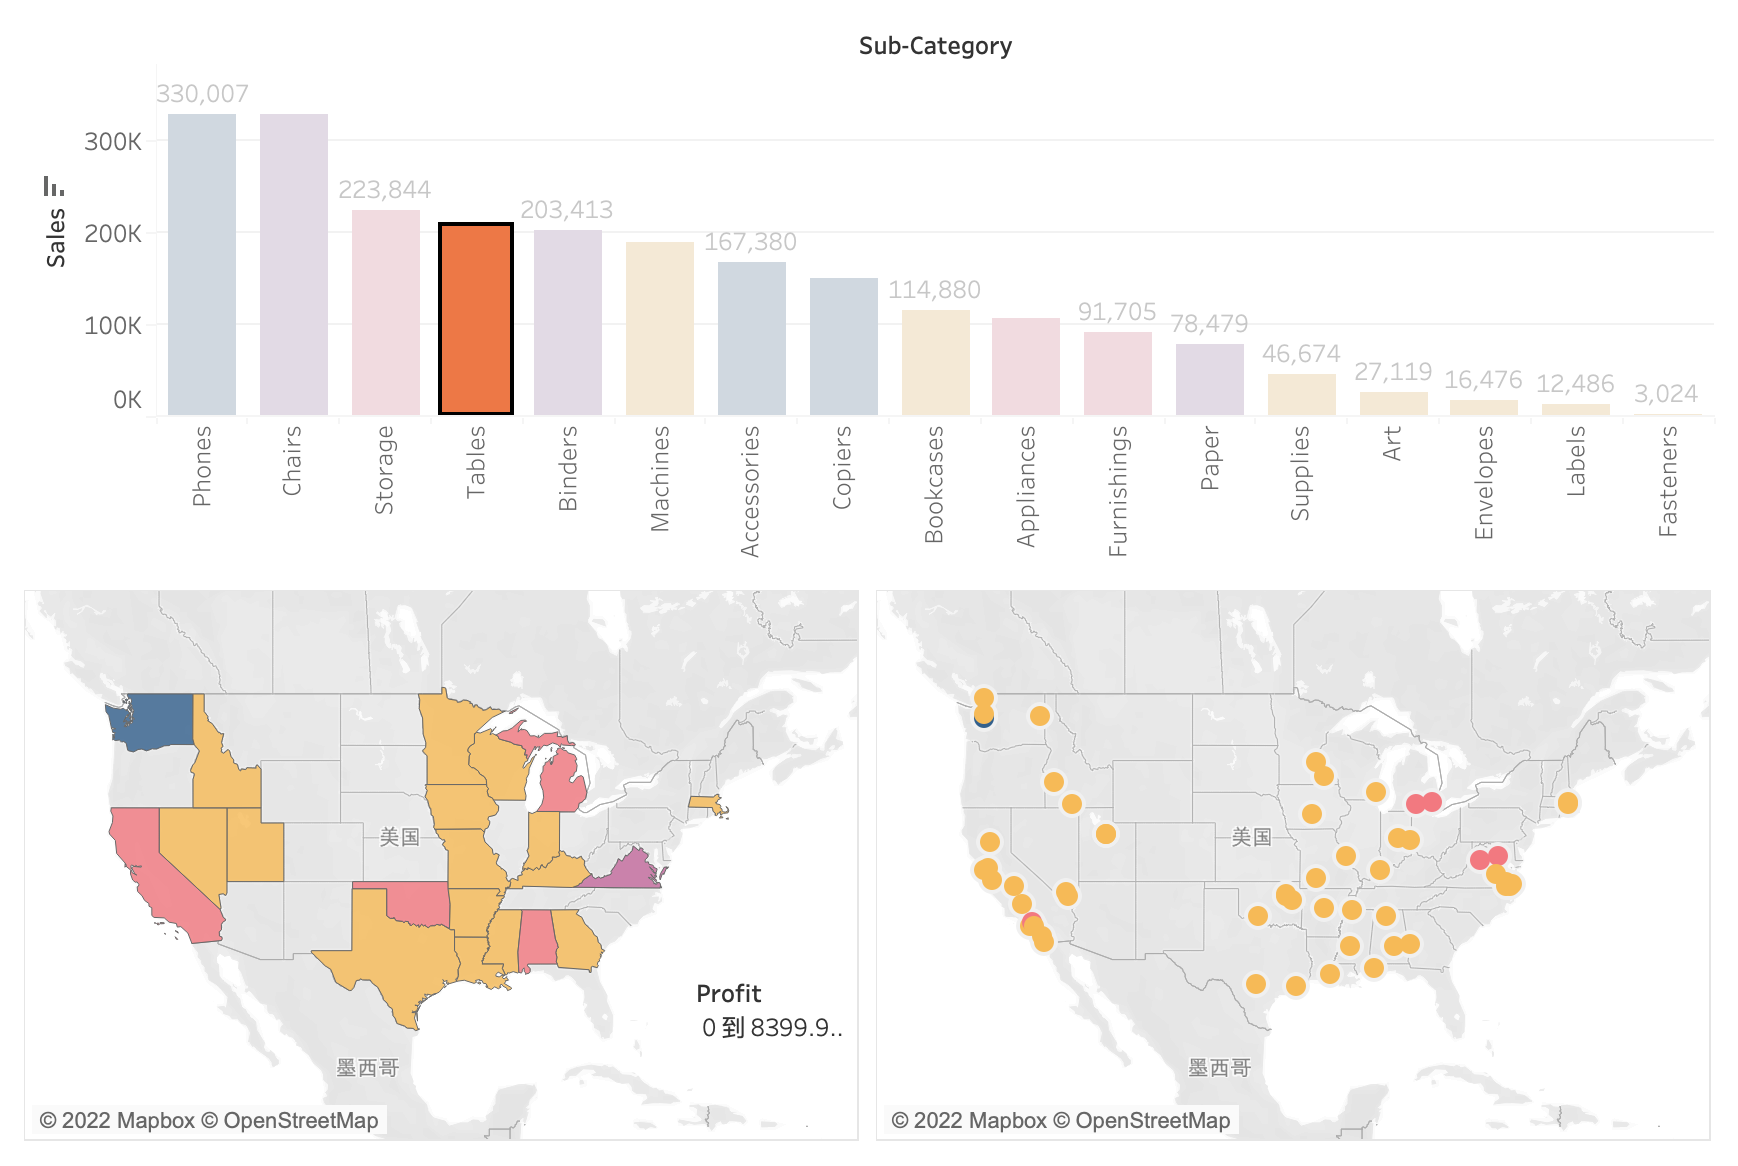 Sub-Category
330,007
223,844
203,413
167,380
114,880
91,705
78,479
46,674
27,119
16,476
12,486
3,024
300K
200K
100K
0K
Sales
Phones
Chairs
Storage
Tables
Binders
Machines
Accessories
Copiers
Bookcases
Appliances
Furnishings
Paper
Supplies
Art
Envelopes
Labels
Fasteners
美国
墨西哥
Profit
0 到 8399.9..
© 2022 Mapbox © OpenStreetMap
美国
墨西哥
© 2022 Mapbox © OpenStreetMap